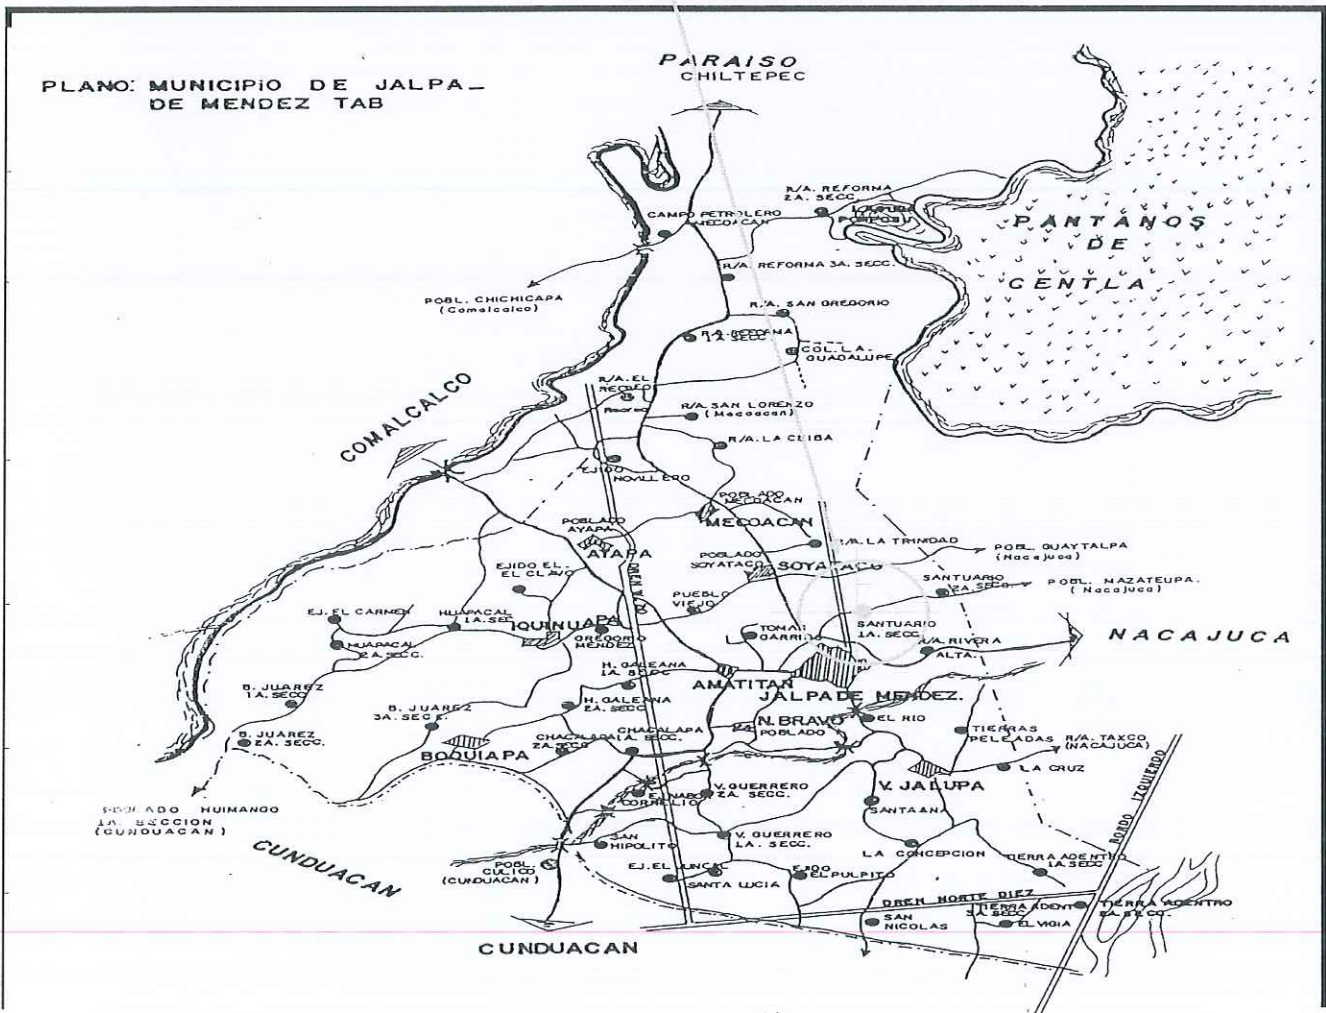 PLANO: MUNICIPIO DE JALPA_
DE MENDEZ TAB
PARAISO
CHILTEPEC
R/A. REFORMA
2A. SECC.
CAMPO PETROLERO
MECOACAN
PANTANOS
DE
CENTLA
R/A. REFORMA 3A. SECC.
POBL. CHICHICAPA
(Comalcalco)
R/A. SAN GREGORIO
R/A. REFORMA
1A SECC.
COL. LA.
GUADALUPE
COMALCALCO
R/A. EL
RECREO
R/A. SAN LORENZO
(Mecoacan)
R/A. LA CEIBA
EJIDO
NOVILLERO
POBLADO
MECOACAN
MECOACAN
POBLADO
AYAPA
AYAPA
R/A. LA TRINIDAD
POBL. GUAYTALPA
(Nacajuca)
POBLADO
SOYATACO
SOYATACO
EJIDO EL.
EL CLAVO
SANTUARIO
2A. SECC.
POBL. MAZATEUPA.
(Nacajuca)
PUEBLO
VIEJO
EJ. EL CARMEN
HUAPACAL
1A. SEC.
IQUINUAPA
GREGORIO
MENDEZ
TOMAS
GARRIDO
SANTUARIO
1A. SECC.
NACAJUCA
HUAPACAL
2A. SECC.
R/A. RIVERA
ALTA.
H. GALEANA
1A SECC
AMATITAN
JALPA DE MENDEZ.
B. JUAREZ
1A. SECC
H. GALEANA
2A. SECC
B. JUAREZ
3A. SECC.
N. BRAVO
POBLADO
EL RIO
TIERRAS
PELEADAS
B. JUAREZ
2A. SECC.
CHACALAPA
1A. SECC.
CHACALAPA
2A. SECC
R/A. TAXCO
(NACAJUCA)
BOQUIAPA
LA CRUZ
V. JALUPA
V. GUERRERO
2A. SECC.
CORNELIO
SANTA ANA
BORDO IZQUIERDO
POBLADO HUIMANGO
1A. SECCION
(CUNDUACAN)
SAN
HIPOLITO
V. GUERRERO
1A. SECC.
LA CONCEPCION
TIERRA ADENTRO
1A. SECC.
CUNDUACAN
POBL.
CULICO
(CUNDUACAN)
EJ. EL JUNCAL
SANTA LUCIA
EJIDO
EL PULPITO
DREN NORTE DIEZ
TIERRA ADENT
3A. SECC
TIERRA ADENTRO
2A. SECC.
SAN
NICOLAS
EL VIGIA
CUNDUACAN